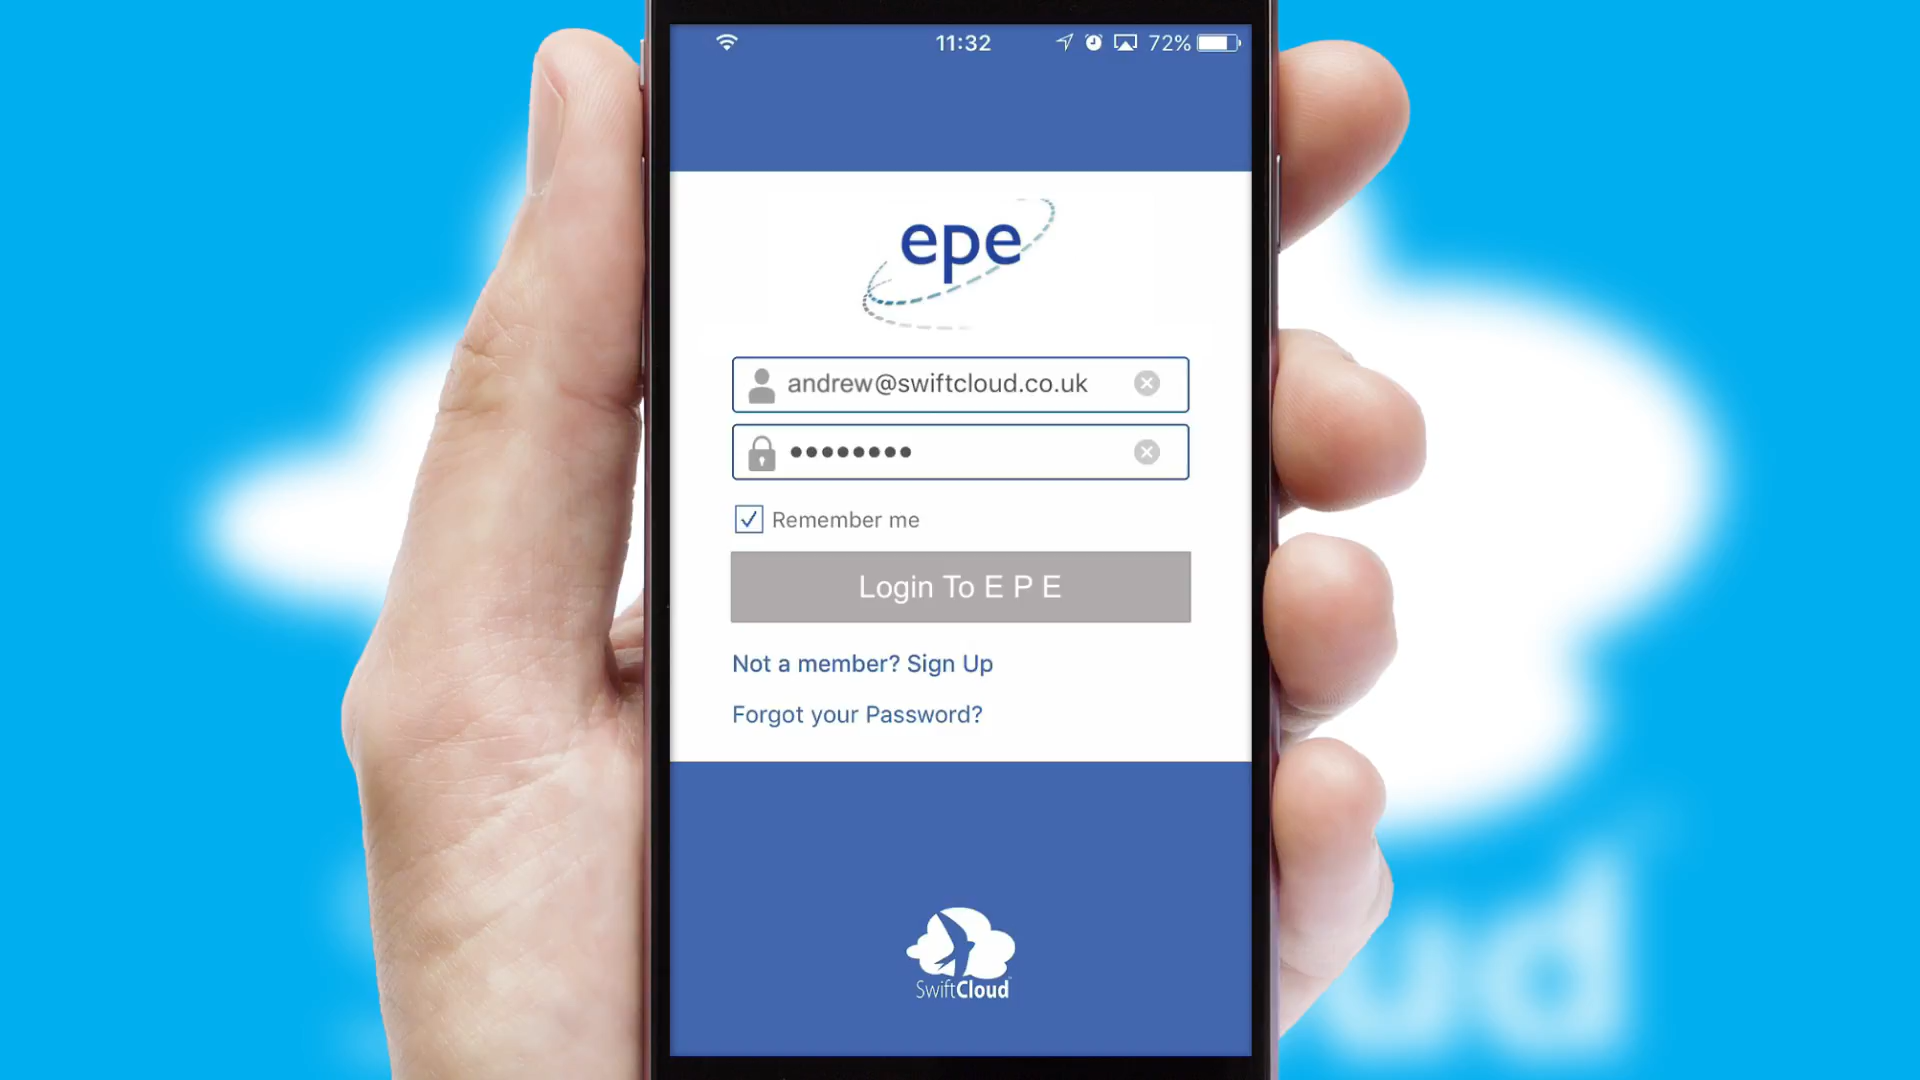 11:32
72%
epe
andrew@swiftcloud.co.uk
Remember me
Login To E P E
Not a member? Sign Up
Forgot your Password?
SwiftCloud
ud